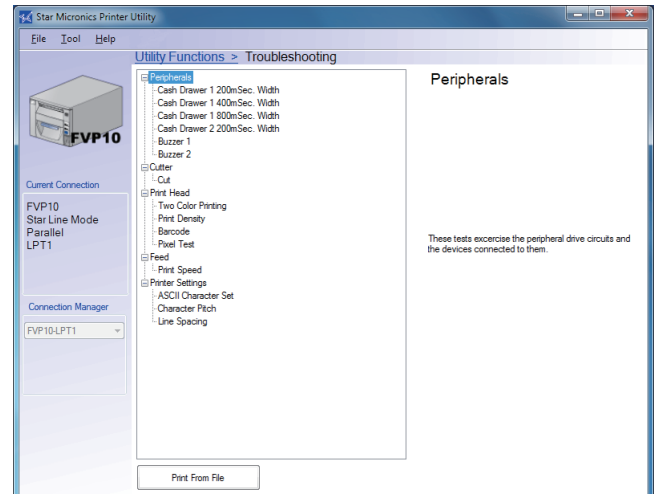 Star Micronics Printer Utility
File Tool Help
Utility Functions > Troubleshooting
FVP10
Current Connection
FVP10
Star Line Mode
Parallel
LPT1
Connection Manager
FVP10-LPT1
Peripherals
Cash Drawer 1 200mSec. Width
Cash Drawer 1 400mSec. Width
Cash Drawer 1 800mSec. Width
Cash Drawer 2 200mSec. Width
Buzzer 1
Buzzer 2
Cutter
Cut
Print Head
Two Color Printing
Print Density
Barcode
Pixel Test
Feed
Print Speed
Printer Settings
ASCII Character Set
Character Pitch
Line Spacing
Print From File
Peripherals
These tests excercise the peripheral drive circuits and
the devices connected to them.